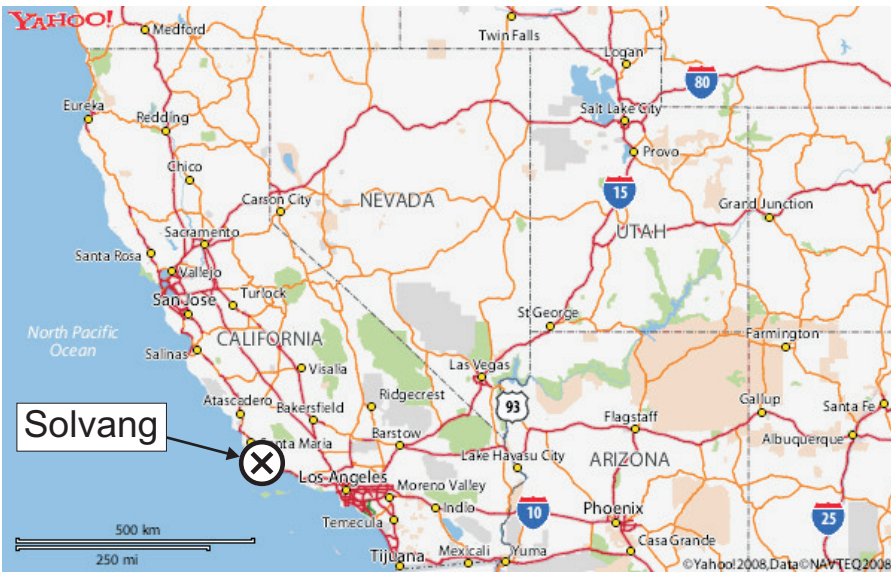 YAHOO!
Medford
Twin Falls
Logan
80
Eureka
Redding
Salt Lake City
Provo
Chico
15
Carson City
NEVADA
Grand Junction
Sacramento
UTAH
Santa Rosa
Vallejo
San Jose
Turlock
St George
North Pacific
Ocean
CALIFORNIA
Farmington
Salinas
Visalia
Las Vegas
Ridgecrest
93
Atascadero
Bakersfield
Gallup
Santa Fe
Solvang
Flagstaff
Barstow
Albuquerque
Santa Maria
Lake Havasu City
ARIZONA
Los Angeles
Moreno Valley
Indio
10
Phoenix
25
Temecula
500 km
250 mi
Casa Grande
Tijuana
Mexicali
Yuma
©Yahoo!2008,Data©NAVTEQ2008